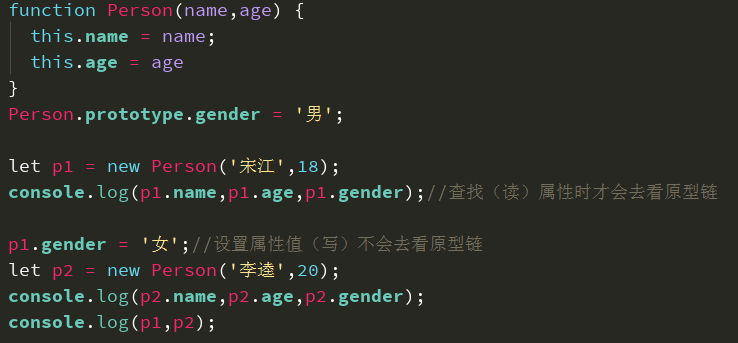 function Person(name,age) {
  this.name = name;
  this.age = age
}
Person.prototype.gender = '男';
let p1 = new Person('宋江',18);
console.log(p1.name,p1.age,p1.gender);//查找（读）属性时才会去看原型链
p1.gender = '女';//设置属性值（写）不会去看原型链
let p2 = new Person('李逵',20);
console.log(p2.name,p2.age,p2.gender);
console.log(p1,p2);